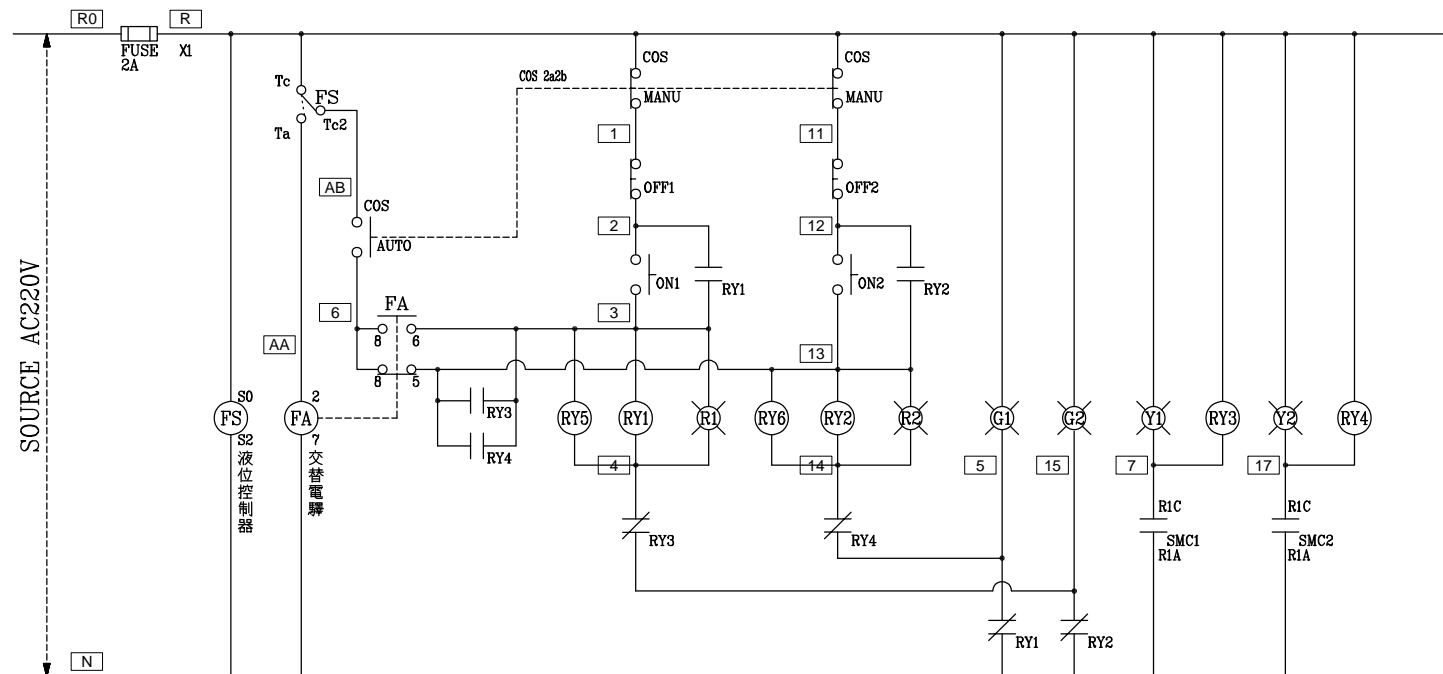 R0
R
FUSE
2A
X1
COS
COS
COS 2a2b
Tc
FS
MANU
MANU
Ta
Tc2
1
11
AB
OFF1
OFF2
COS
2
12
AUTO
SOURCE AC220V
ON1
RY1
ON2
RY2
6
FA
3
8
6
AA
13
8
5
S0
2
FS
FA
RY3
RY5
RY1
R1
RY6
RY2
R2
G1
G2
Y1
RY3
Y2
RY4
S2
7
RY4
液位控制器
交替電驛
4
14
5
15
7
17
R1C
R1C
RY3
RY4
SMC1
SMC2
R1A
R1A
RY1
RY2
N